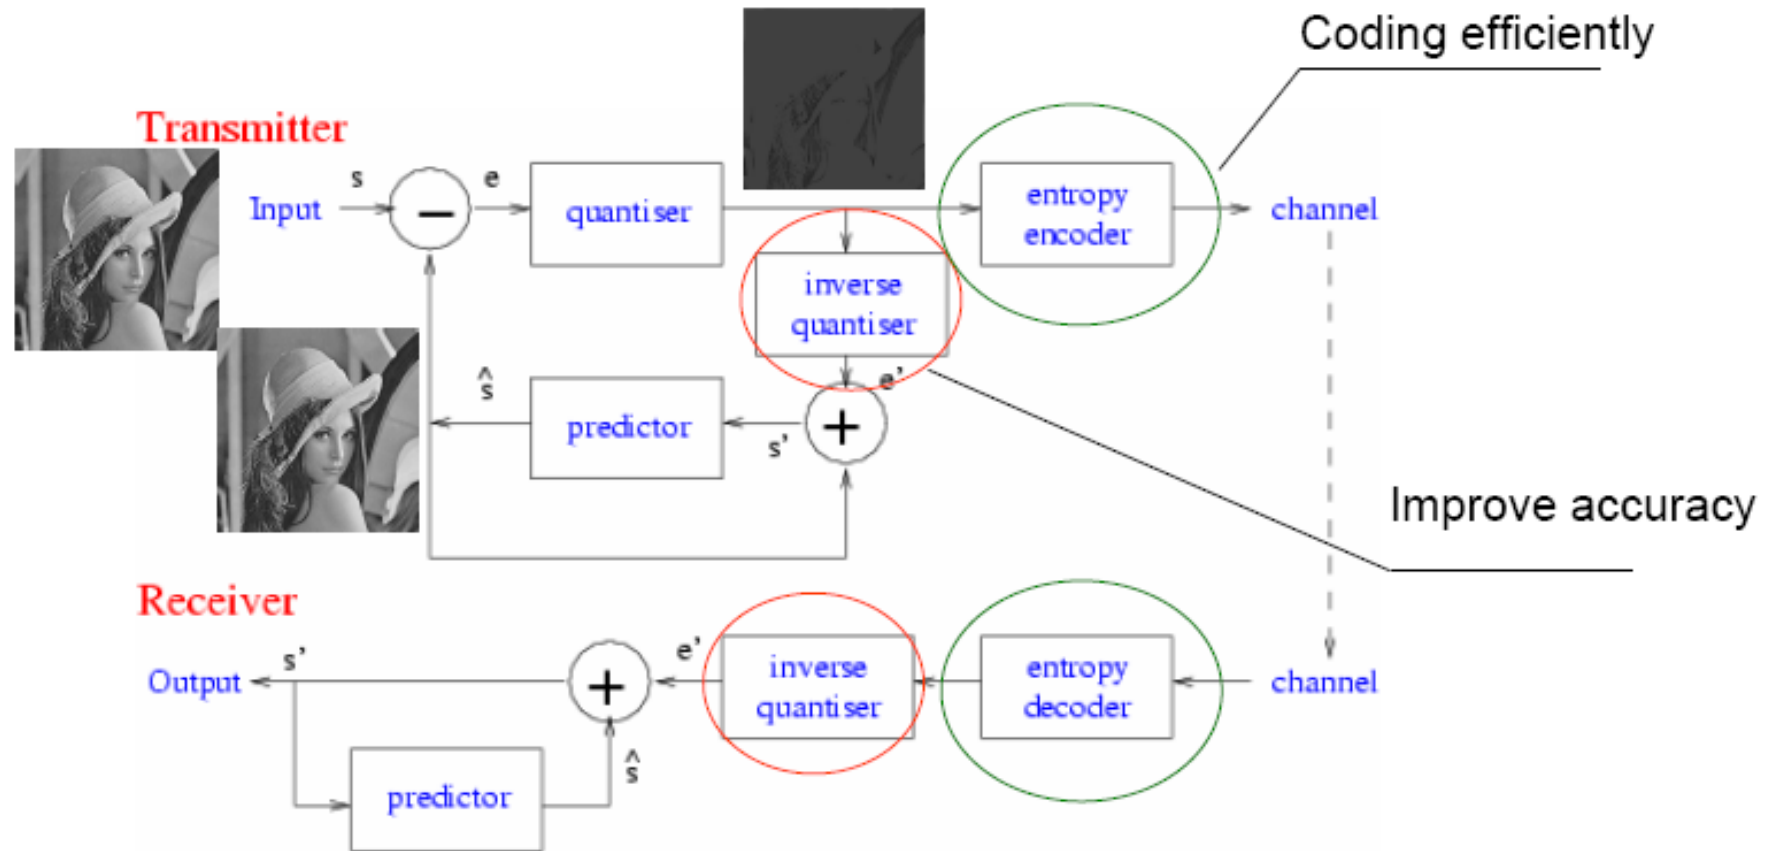 Coding efficiently
Transmitter
Input
s
−
e
quantiser
entropy
encoder
channel
inverse
quantiser
e'
ŝ
predictor
s'
+
Improve accuracy
Receiver
Output
s'
+
e'
inverse
quantiser
entropy
decoder
channel
predictor
ŝ